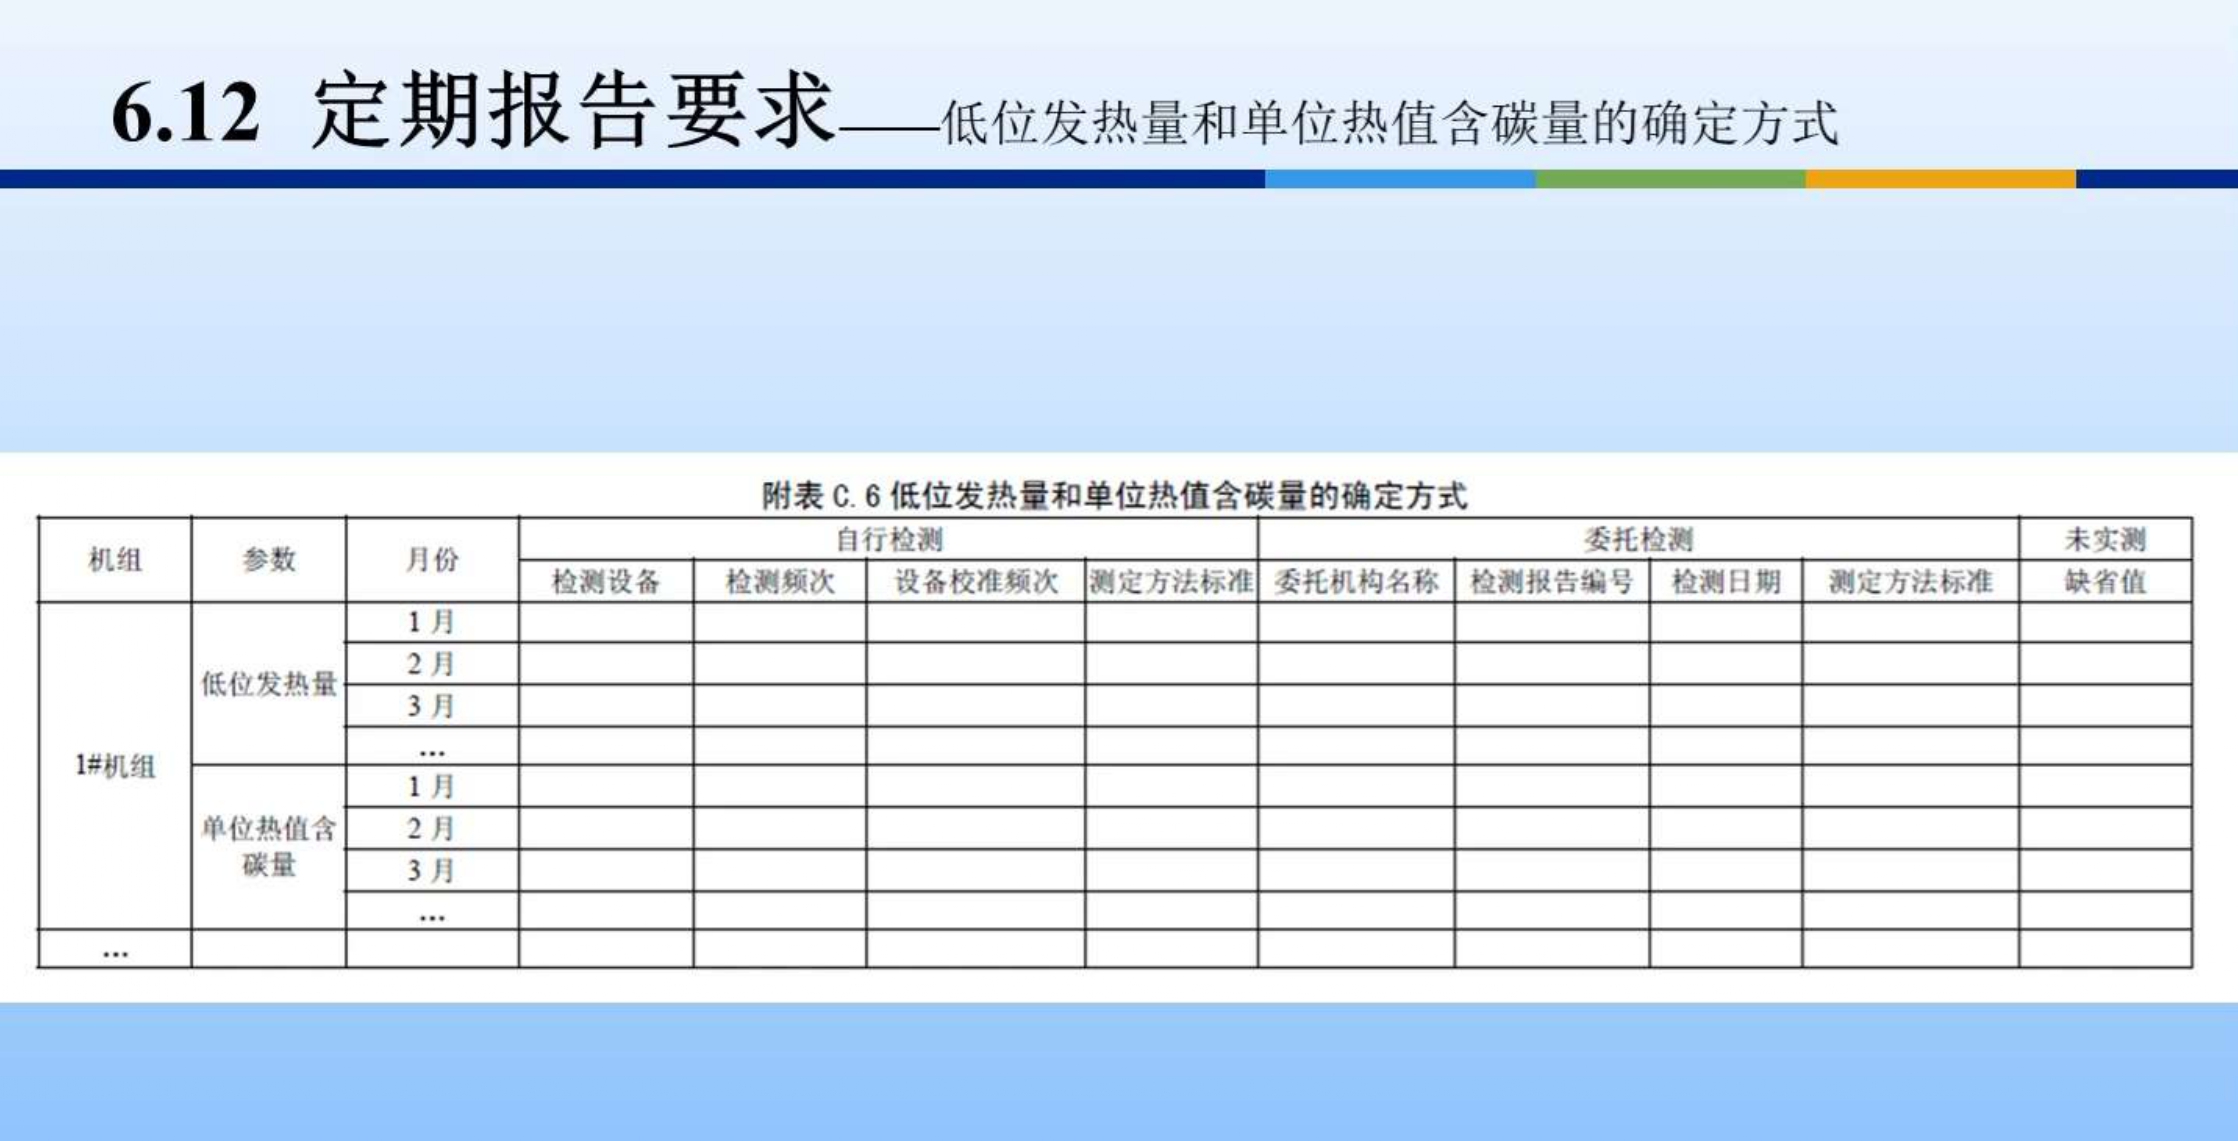 6.12 定期报告要求——低位发热量和单位热值含碳量的确定方式
附表 C.6 低位发热量和单位热值含碳量的确定方式
机组 参数 月份 自行检测 委托检测 未实测
检测设备 检测频次 设备校准频次 测定方法标准 委托机构名称 检测报告编号 检测日期 测定方法标准 缺省值
1#机组
低位发热量
1 月
2 月
3 月
…
单位热值含
碳量
1 月
2 月
3 月
…
…